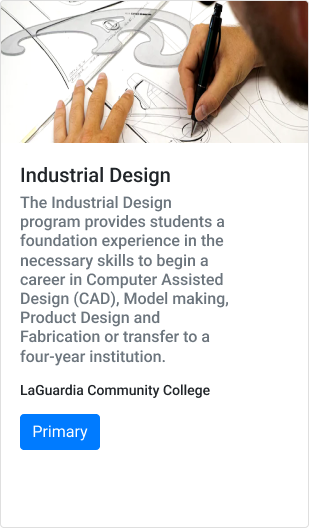 Industrial Design
The Industrial Design
program provides students a
foundation experience in the
necessary skills to begin a
career in Computer Assisted
Design (CAD), Model making,
Product Design and
Fabrication or transfer to a
four-year institution.
LaGuardia Community College
Primary